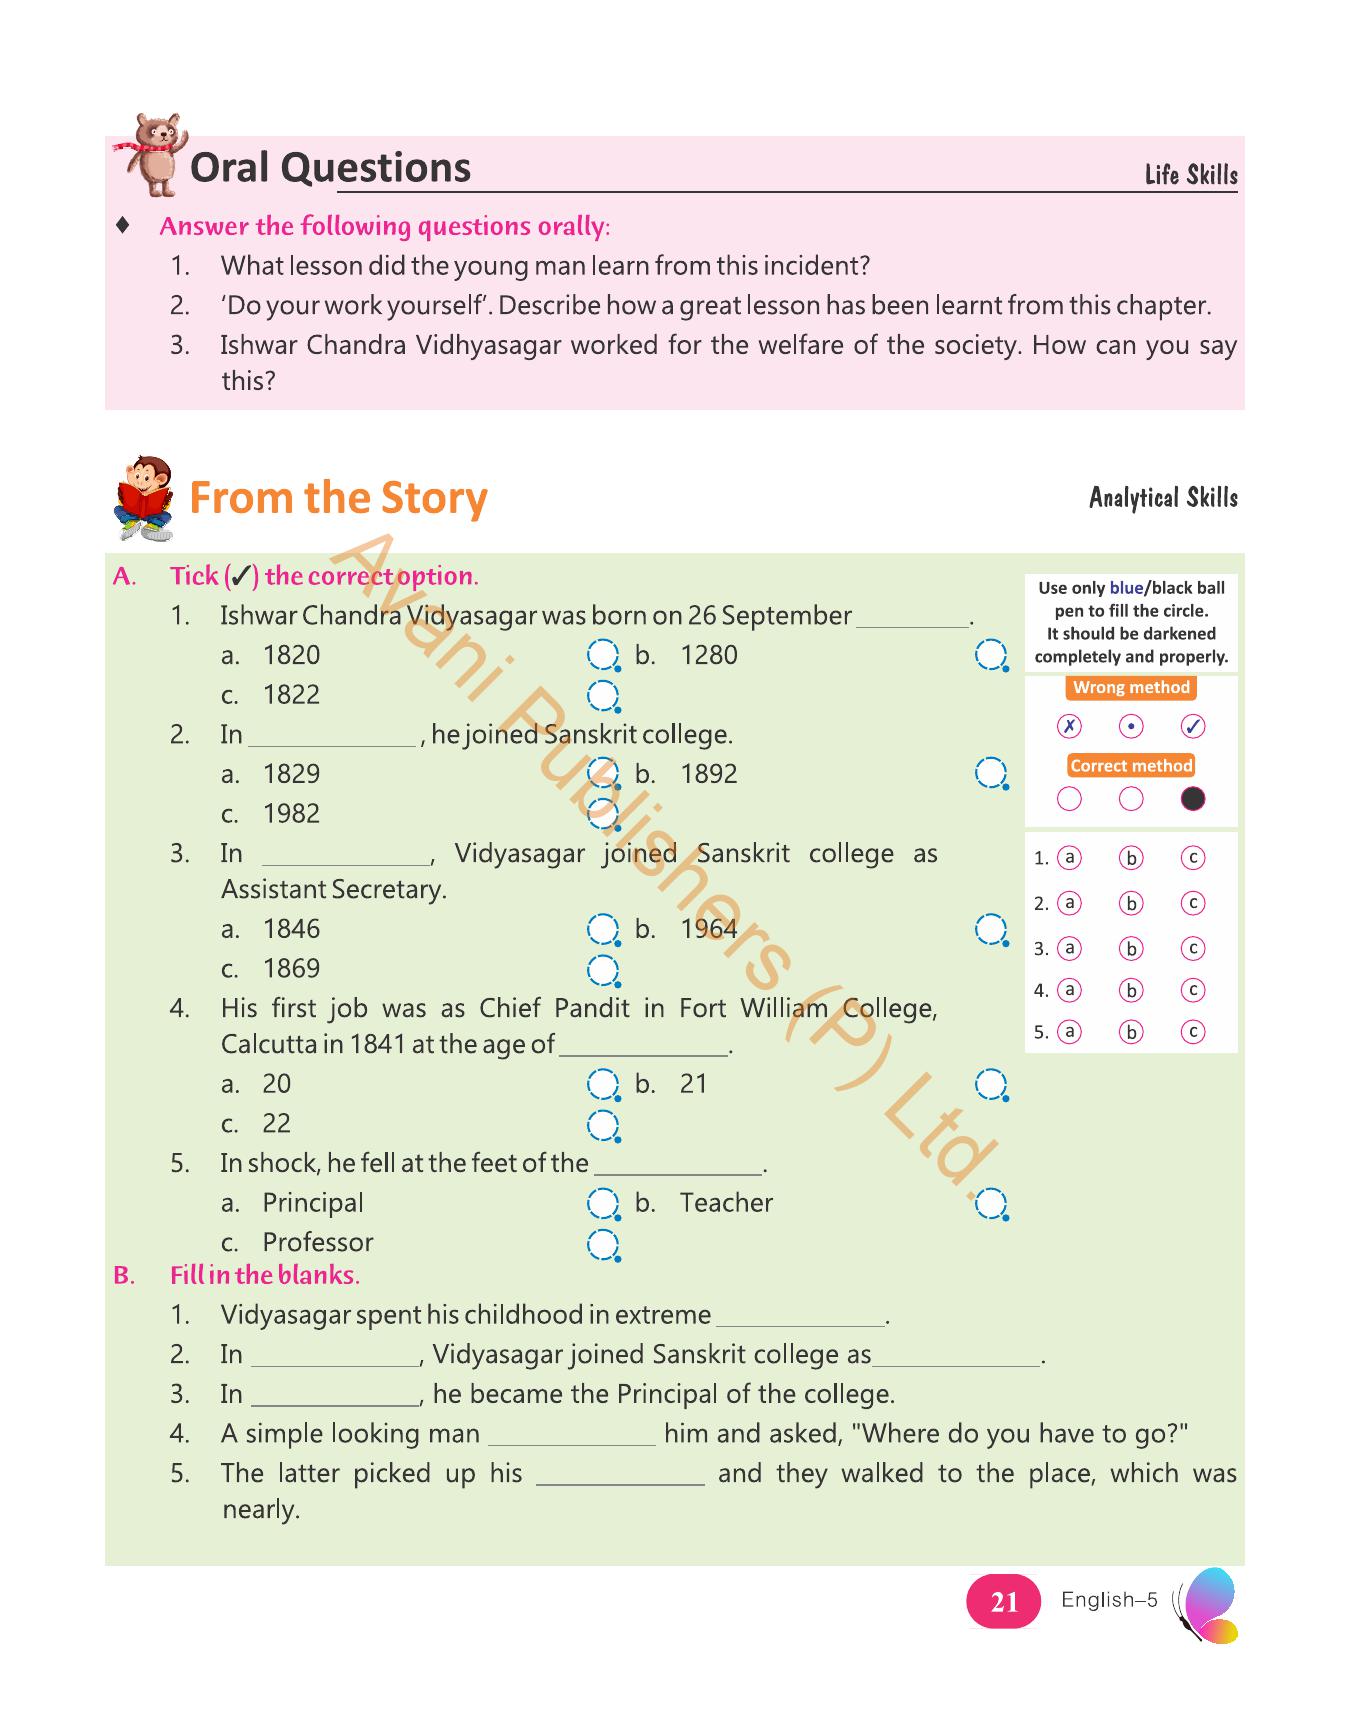 Oral Questions
Life Skills
♦ Answer the following questions orally:
1. What lesson did the young man learn from this incident?
2. ‘Do your work yourself’. Describe how a great lesson has been learnt from this chapter.
3. Ishwar Chandra Vidhyasagar worked for the welfare of the society. How can you say
this?
From the Story
Analytical Skills
A. Tick (✓) the correct option.
1. Ishwar Chandra Vidyasagar was born on 26 September ________.
a. 1820 b. 1280
c. 1822
2. In ____________ , he joined Sanskrit college.
a. 1829 b. 1892
c. 1982
3. In ____________, Vidyasagar joined Sanskrit college as
Assistant Secretary.
a. 1846 b. 1964
c. 1869
4. His first job was as Chief Pandit in Fort William College,
Calcutta in 1841 at the age of ____________.
a. 20 b. 21
c. 22
5. In shock, he fell at the feet of the ____________.
a. Principal b. Teacher
c. Professor
Use only blue/black ball
pen to fill the circle.
It should be darkened
completely and properly.
Wrong method
✗ • ✓
Correct method
1. a b c
2. a b c
3. a b c
4. a b c
5. a b c
B. Fill in the blanks.
1. Vidyasagar spent his childhood in extreme ____________.
2. In ____________, Vidyasagar joined Sanskrit college as____________.
3. In ____________, he became the Principal of the college.
4. A simple looking man ____________ him and asked, "Where do you have to go?"
5. The latter picked up his ____________ and they walked to the place, which was
nearly.
Avani Publishers (P) Ltd.
21 English–5